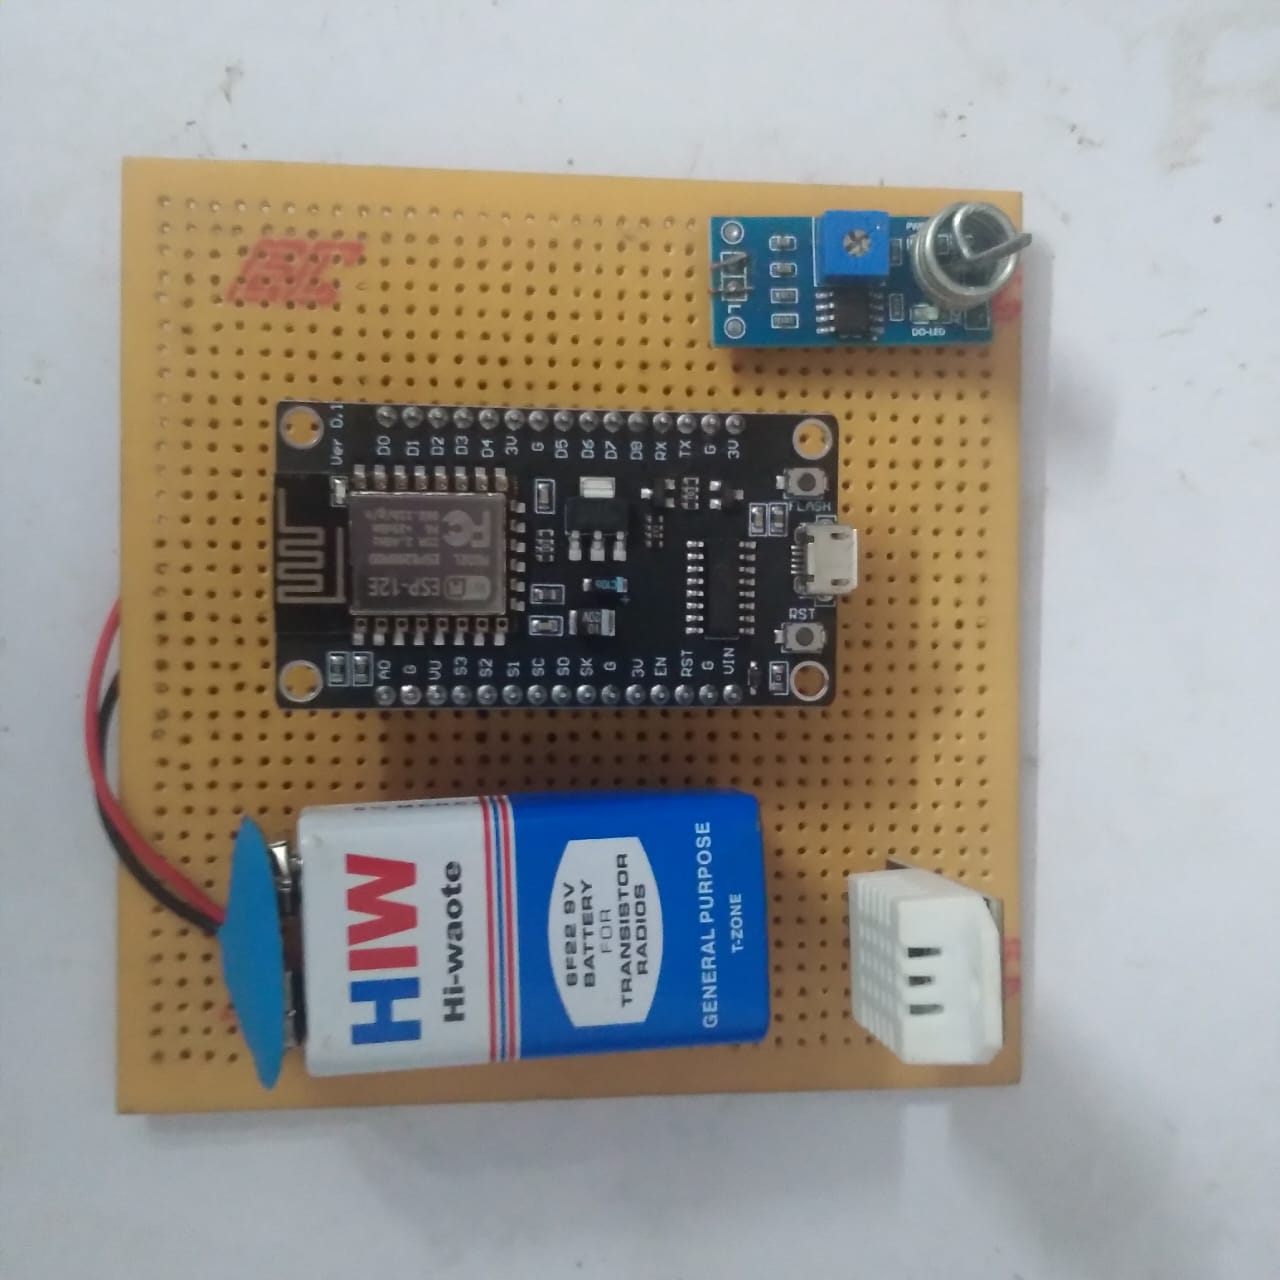 Ver 0.1
D0
D1
D2
D3
D4
3V
G
D5
D6
D7
D8
RX
TX
G
3V
FLASH
ESP-12E
RST
A0
G
VU
S3
S2
S1
SC
SO
SK
G
3V
EN
RST
G
VIN
DO-LED
HIW
Hi-waote
6F22 9V
BATTERY
FOR
TRANSISTOR
RADIOS
GENERAL PURPOSE
T-ZONE